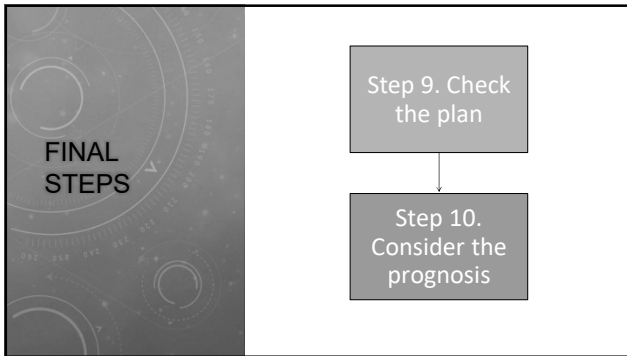 FINAL
STEPS
Step 9. Check
the plan
Step 10.
Consider the
prognosis